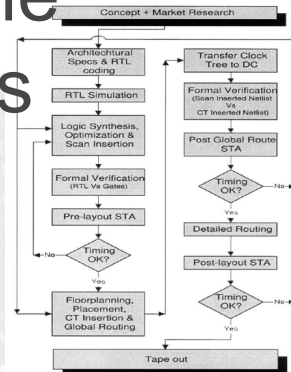 Concept + Market Research
Architechtural
Specs & RTL
coding
RTL Simulation
Logic Synthesis,
Optimization &
Scan Insertion
Formal Verification
(RTL Vs Gates)
Pre-layout STA
Timing
OK?
No
Yes
Floorplanning,
Placement,
CT Insertion &
Global Routing
Transfer Clock
Tree to DC
Formal Verification
(Scan Inserted Netlist
Vs
CT Inserted Netlist)
Post Global Route
STA
Timing
OK?
No
Yes
Detailed Routing
Post-layout STA
Timing
OK?
No
Yes
Tape out